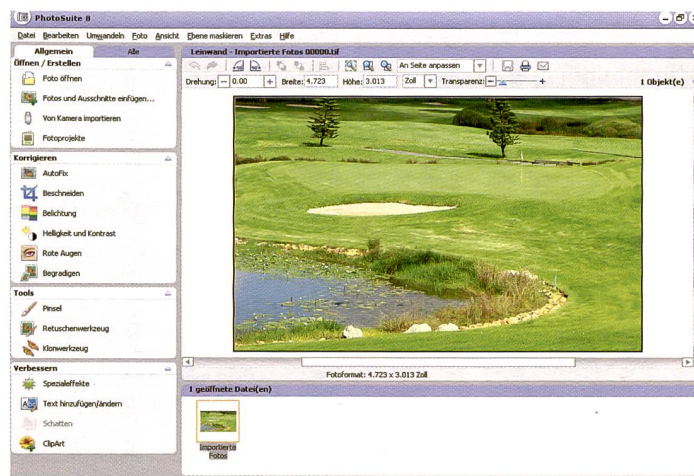 PhotoSuite 8
Datei Bearbeiten Umwandeln Foto Ansicht Ebene maskieren Extras Hilfe
Allgemein Alle
Öffnen / Erstellen
Foto öffnen
Fotos und Ausschnitte einfügen...
Von Kamera importieren
Fotoprojekte
Korrigieren
AutoFix
Beschneiden
Belichtung
Helligkeit und Kontrast
Rote Augen
Begradigen
Tools
Pinsel
Retuschenwerkzeug
Klonwerkzeug
Verbessern
Spezialeffekte
Text hinzufügen/ändern
Schatten
ClipArt
Leinwand - Importierte Fotos 00000.tif
An Seite anpassen
Drehung: 0.00 Breite: 4.723 Höhe: 3.013 Zoll Transparenz: 1 Objekt(e)
Fotoformat: 4.723 x 3.013 Zoll
1 geöffnete Datei(en)
Importierte
Fotos